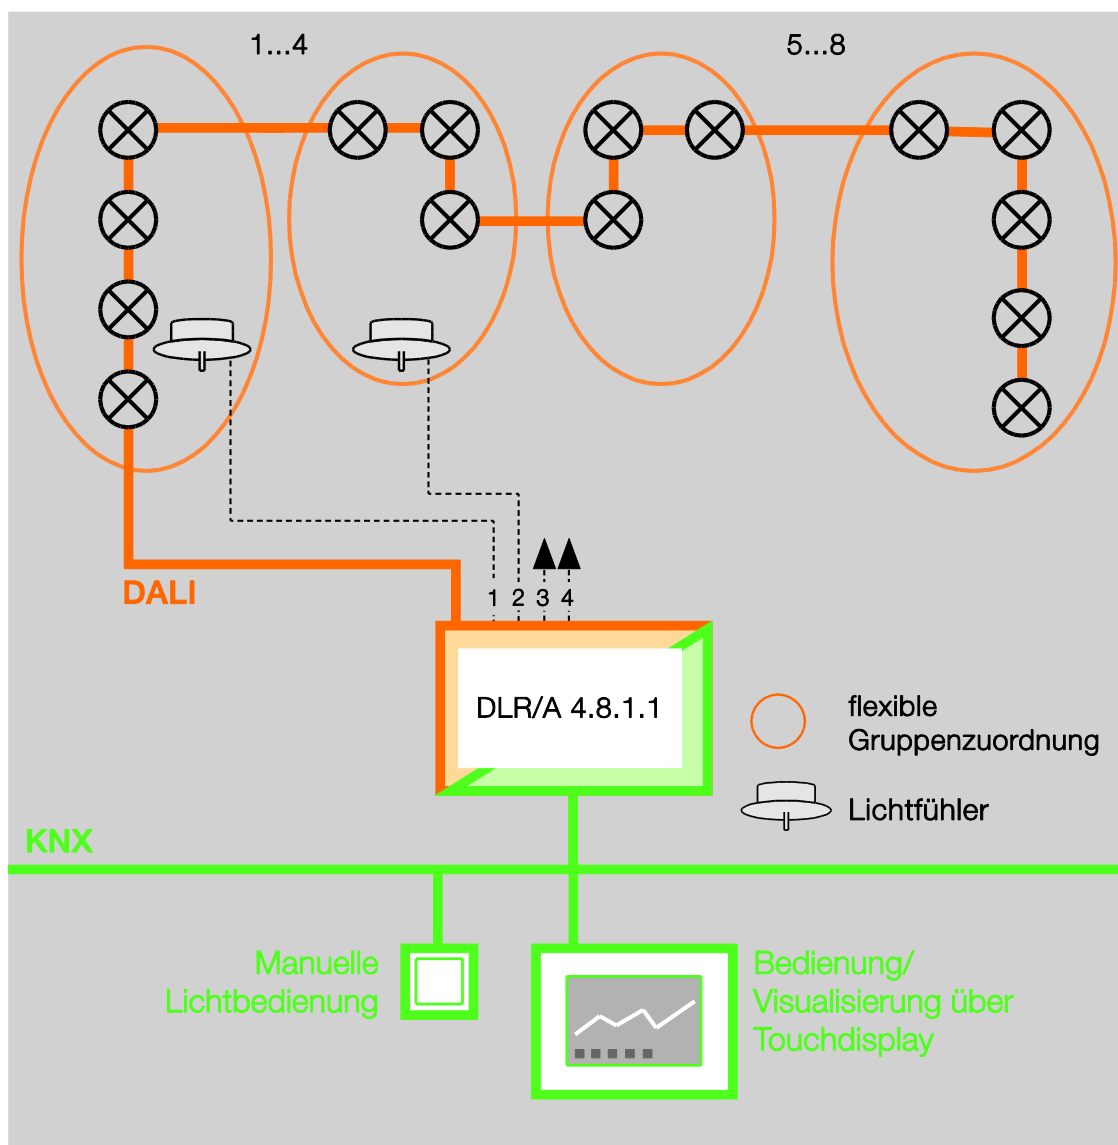 1...4
5...8
DALI
1 2 3 4
DLR/A 4.8.1.1
flexible
Gruppenzuordnung
Lichtfühler
KNX
Manuelle
Lichtbedienung
Bedienung/
Visualisierung über
Touchdisplay